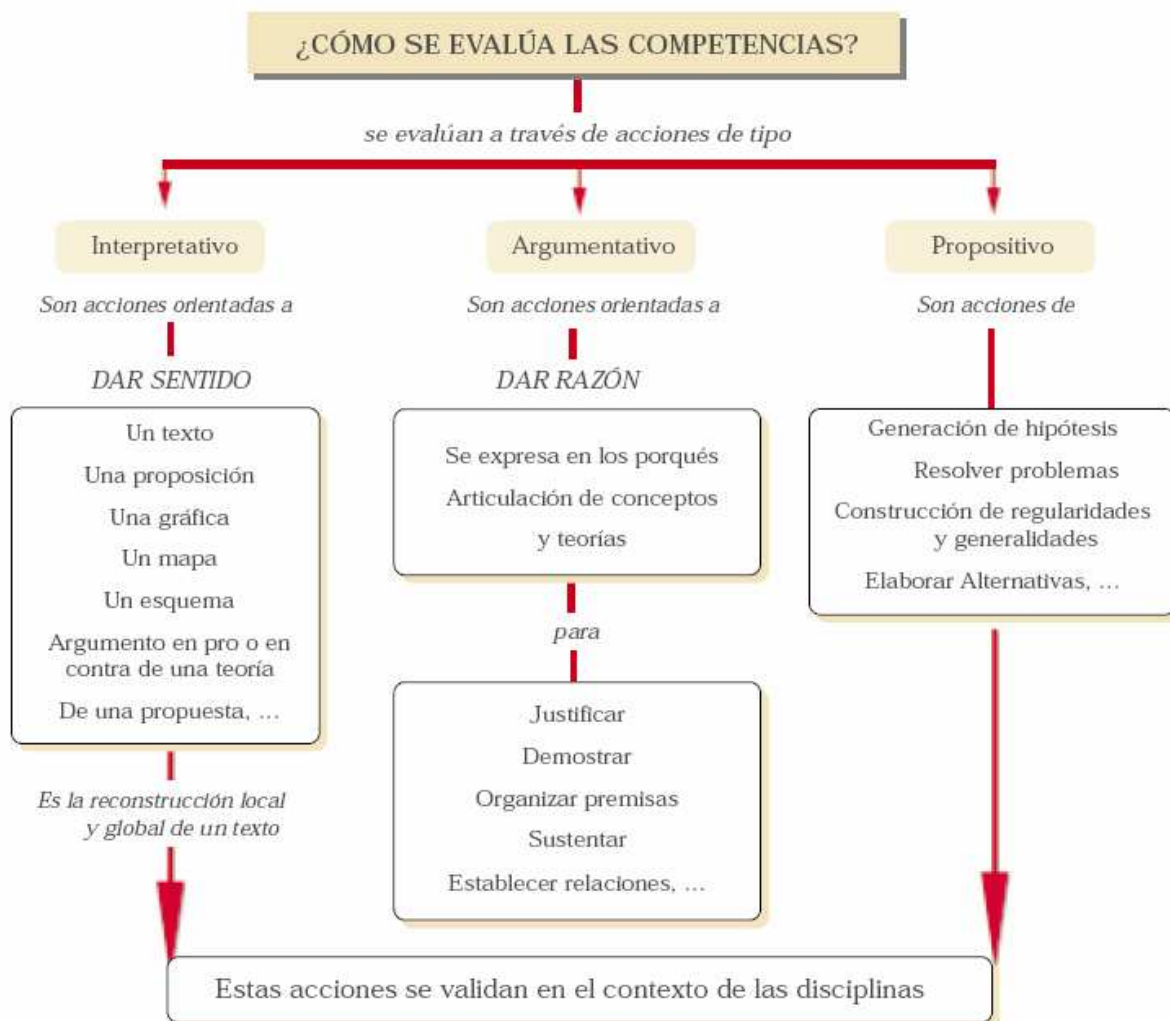 ¿CÓMO SE EVALÚA LAS COMPETENCIAS?
se evalúan a través de acciones de tipo
Interpretativo
Son acciones orientadas a
DAR SENTIDO
Un texto
Una proposición
Una gráfica
Un mapa
Un esquema
Argumento en pro o en
contra de una teoría
De una propuesta, ...
Es la reconstrucción local
y global de un texto
Argumentativo
Son acciones orientadas a
DAR RAZÓN
Se expresa en los porqués
Articulación de conceptos
y teorías
para
Justificar
Demostrar
Organizar premisas
Sustentar
Establecer relaciones, ...
Propositivo
Son acciones de
Generación de hipótesis
Resolver problemas
Construcción de regularidades
y generalidades
Elaborar Alternativas, ...
Estas acciones se validan en el contexto de las disciplinas